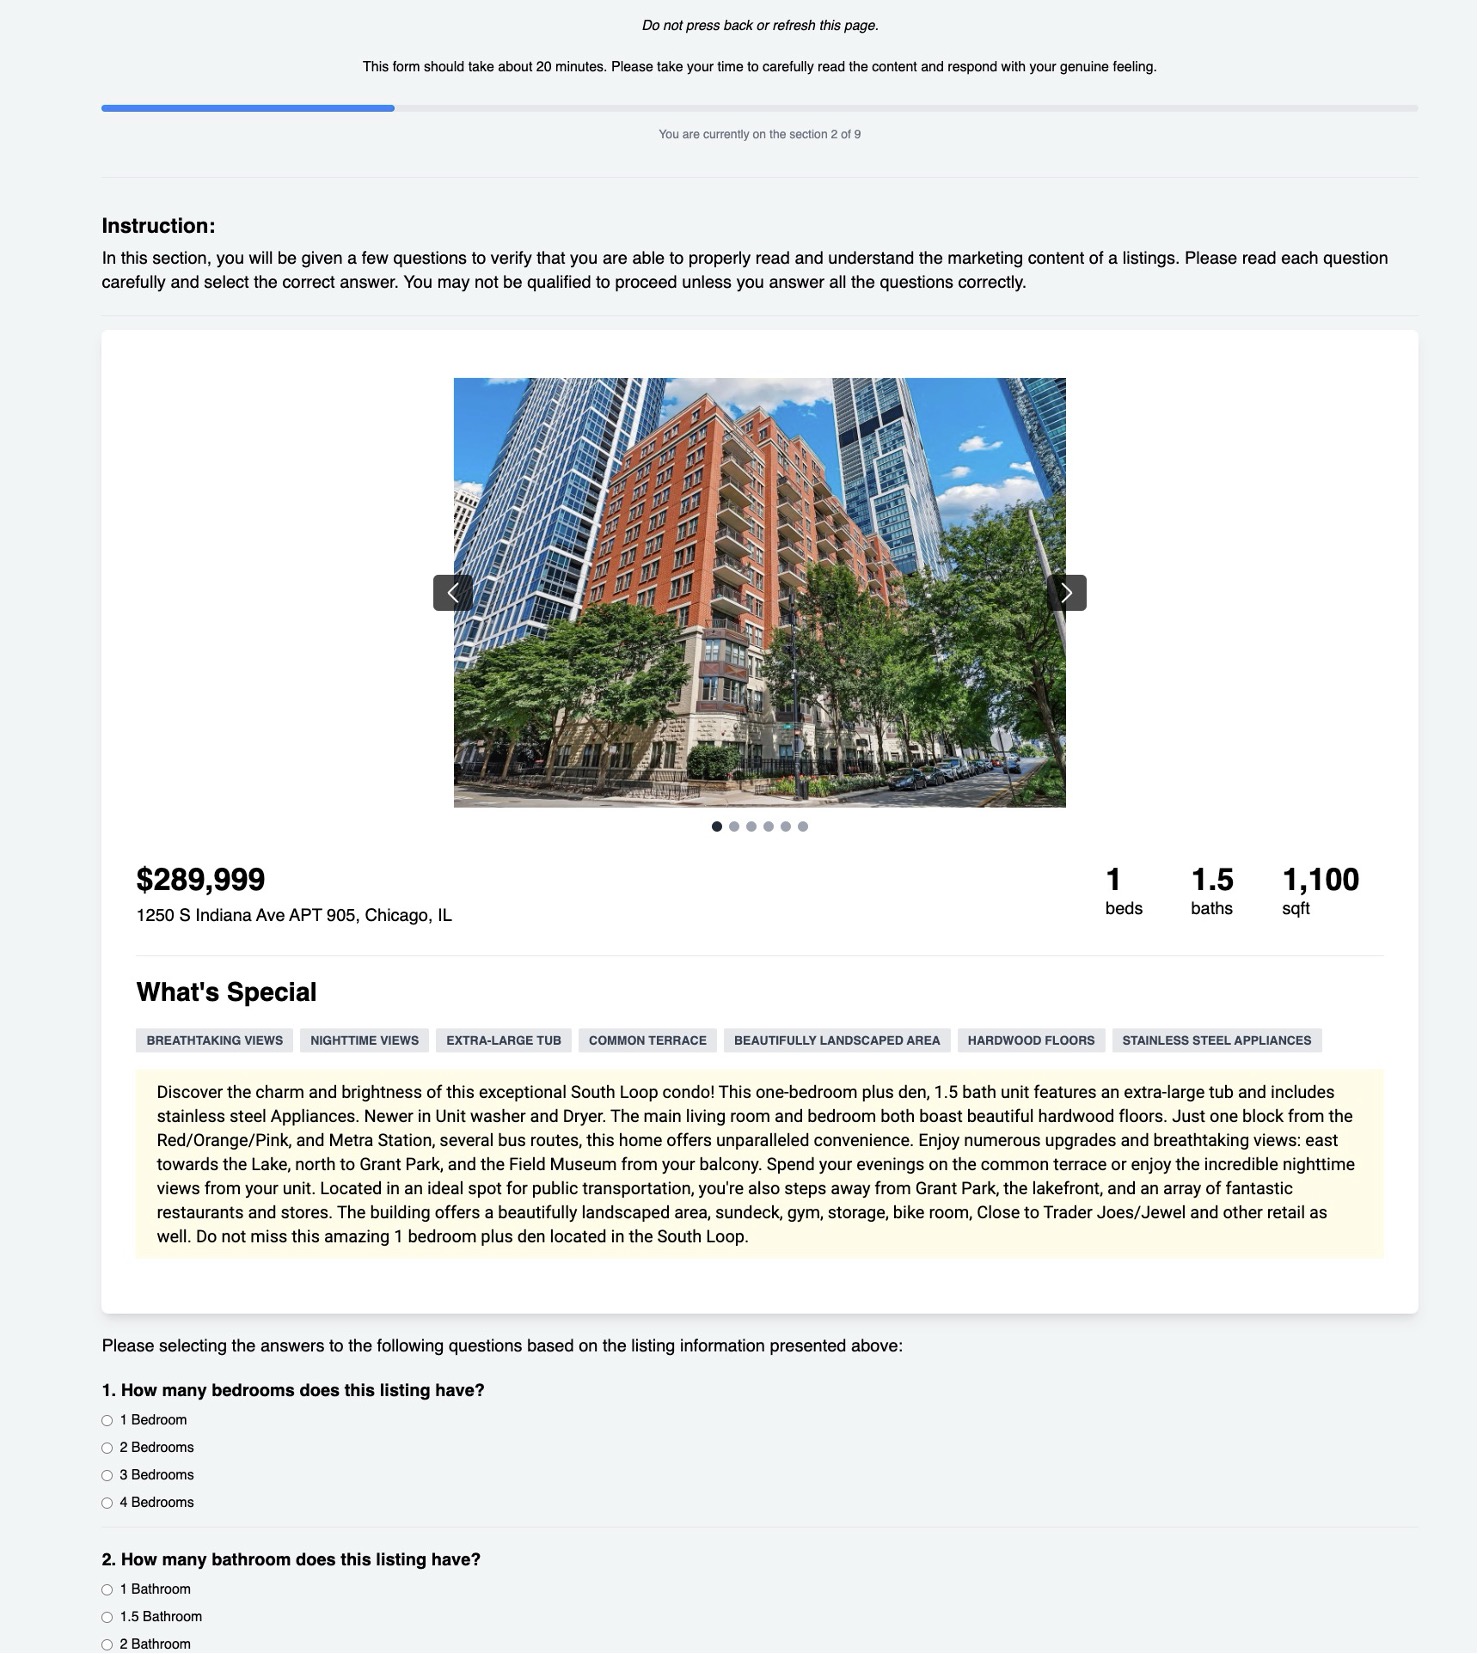 Do not press back or refresh this page.
This form should take about 20 minutes. Please take your time to carefully read the content and respond with your genuine feeling.
You are currently on the section 2 of 9
Instruction:
In this section, you will be given a few questions to verify that you are able to properly read and understand the marketing content of a listings. Please read each question
carefully and select the correct answer. You may not be qualified to proceed unless you answer all the questions correctly.
$289,999
1250 S Indiana Ave APT 905, Chicago, IL
1 1.5 1,100
beds baths sqft
What's Special
BREATHTAKING VIEWS NIGHTTIME VIEWS EXTRA-LARGE TUB COMMON TERRACE BEAUTIFULLY LANDSCAPED AREA HARDWOOD FLOORS STAINLESS STEEL APPLIANCES
Discover the charm and brightness of this exceptional South Loop condo! This one-bedroom plus den, 1.5 bath unit features an extra-large tub and includes
stainless steel Appliances. Newer in Unit washer and Dryer. The main living room and bedroom both boast beautiful hardwood floors. Just one block from the
Red/Orange/Pink, and Metra Station, several bus routes, this home offers unparalleled convenience. Enjoy numerous upgrades and breathtaking views: east
towards the Lake, north to Grant Park, and the Field Museum from your balcony. Spend your evenings on the common terrace or enjoy the incredible nighttime
views from your unit. Located in an ideal spot for public transportation, you're also steps away from Grant Park, the lakefront, and an array of fantastic
restaurants and stores. The building offers a beautifully landscaped area, sundeck, gym, storage, bike room, Close to Trader Joes/Jewel and other retail as
well. Do not miss this amazing 1 bedroom plus den located in the South Loop.
Please selecting the answers to the following questions based on the listing information presented above:
1. How many bedrooms does this listing have?
1 Bedroom
2 Bedrooms
3 Bedrooms
4 Bedrooms
2. How many bathroom does this listing have?
1 Bathroom
1.5 Bathroom
2 Bathroom